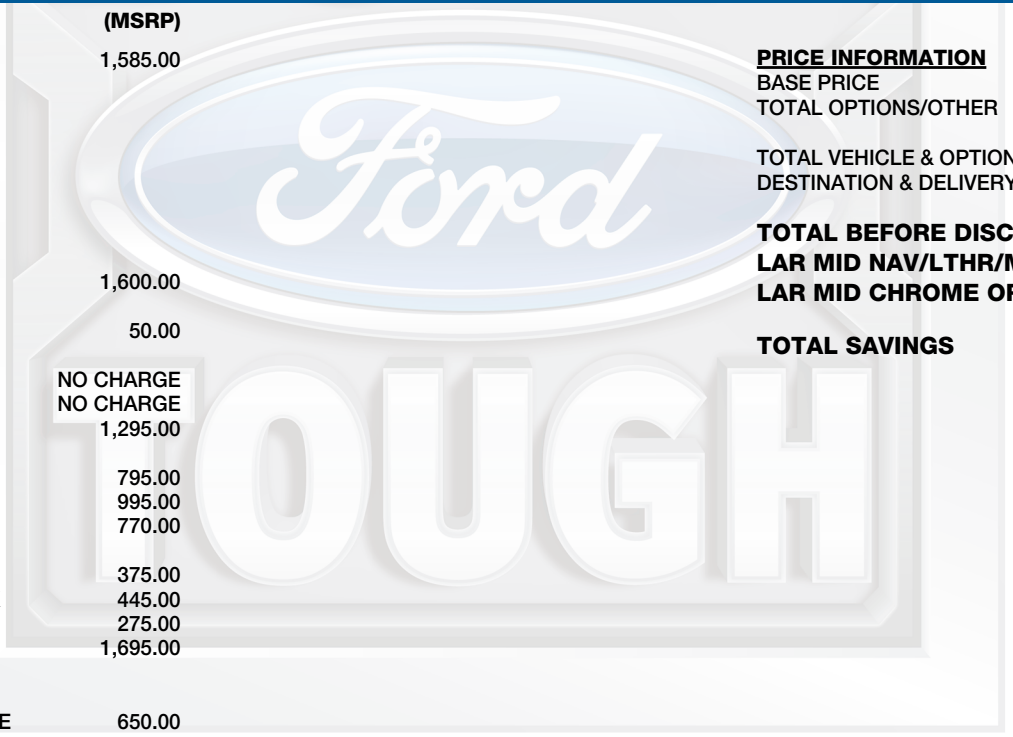 (MSRP)
1,585.00
1,600.00
50.00
NO CHARGE
NO CHARGE
1,295.00
795.00
995.00
770.00
375.00
445.00
275.00
1,695.00
E 650.00
PRICE INFORMATION
BASE PRICE
TOTAL OPTIONS/OTHER
TOTAL VEHICLE & OPTION
DESTINATION & DELIVERY
TOTAL BEFORE DISC
LAR MID NAV/LTHR/M
LAR MID CHROME OP
TOTAL SAVINGS
Ford
TOUGH